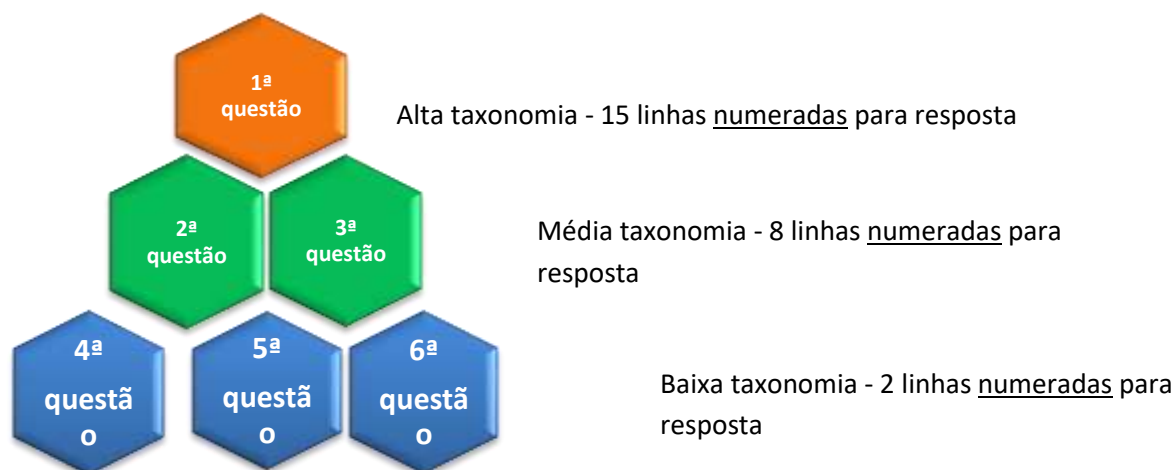 1ª
questão
Alta taxonomia - 15 linhas numeradas para resposta
2ª
questão
3ª
questão
Média taxonomia - 8 linhas numeradas para
resposta
4ª
questã
o
5ª
questã
o
6ª
questã
o
Baixa taxonomia - 2 linhas numeradas para
resposta